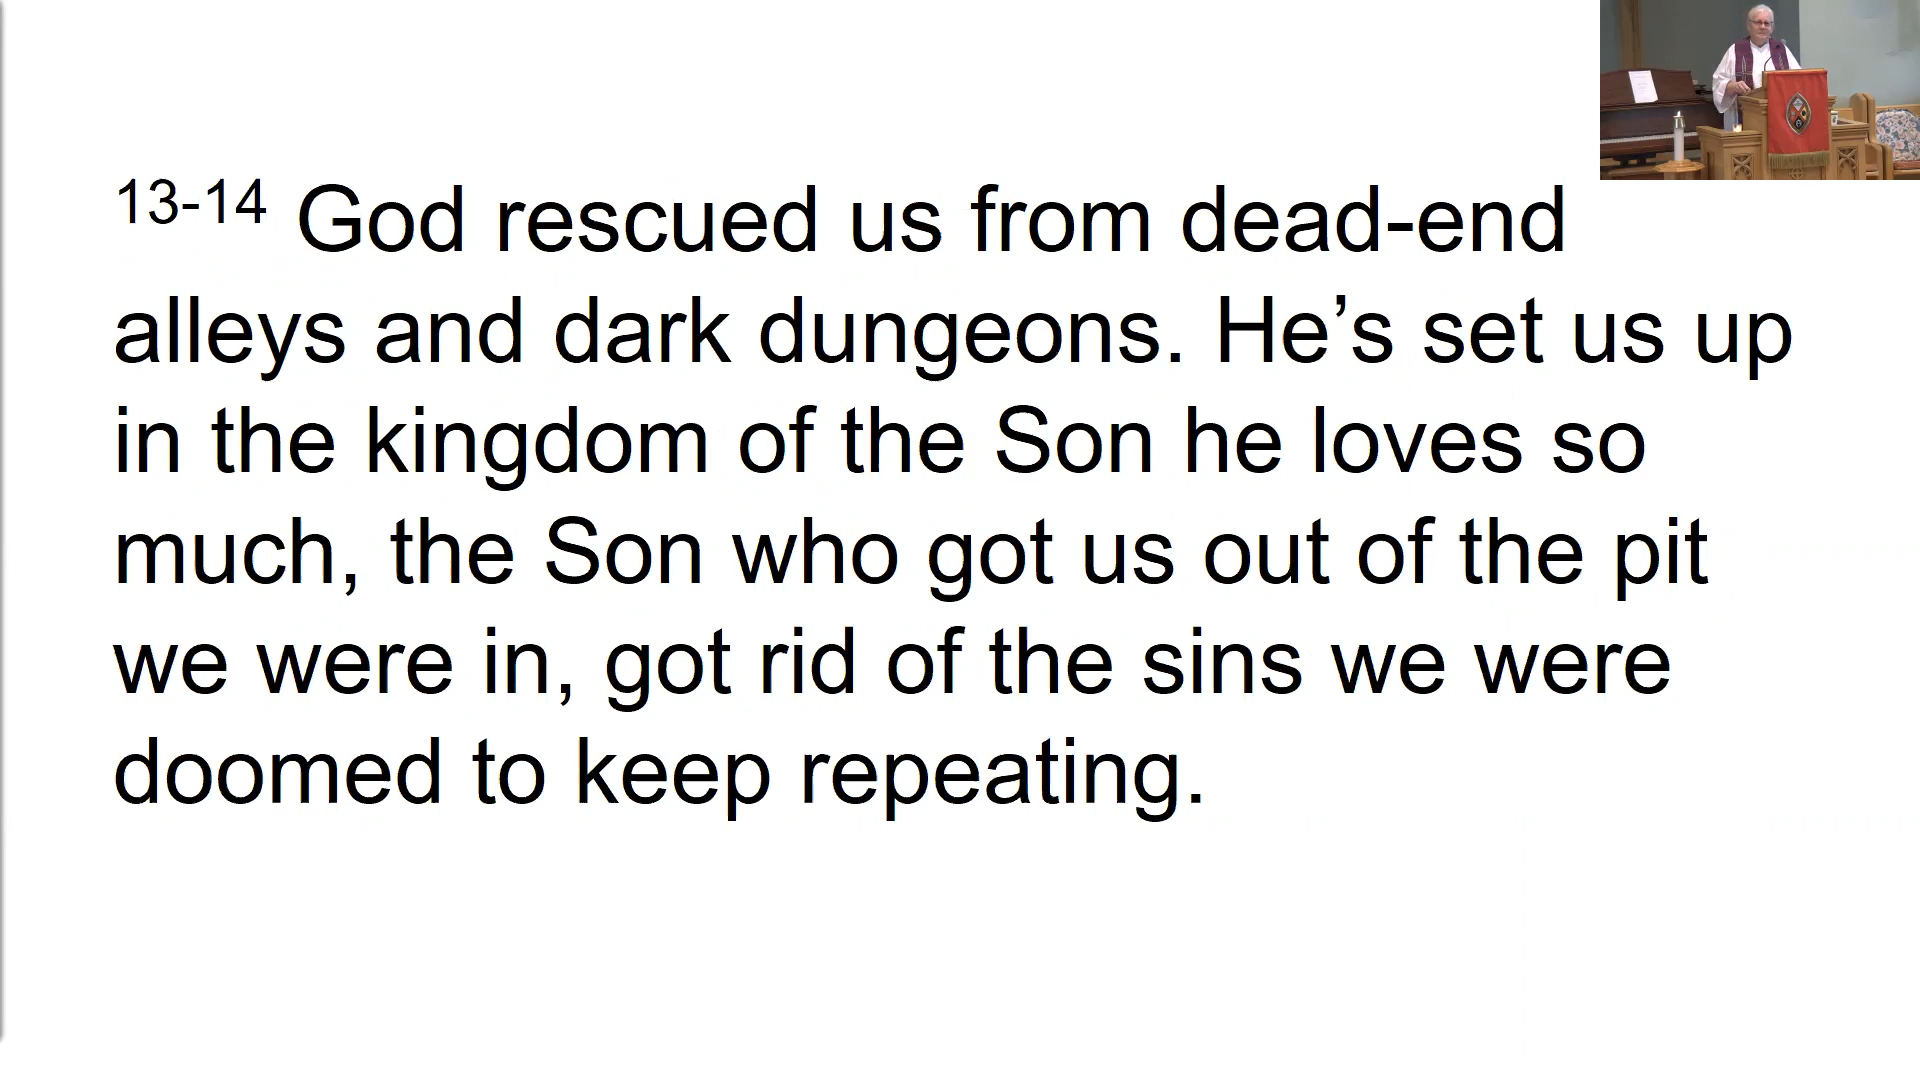 13-14 God rescued us from dead-end
alleys and dark dungeons. He’s set us up
in the kingdom of the Son he loves so
much, the Son who got us out of the pit
we were in, got rid of the sins we were
doomed to keep repeating.